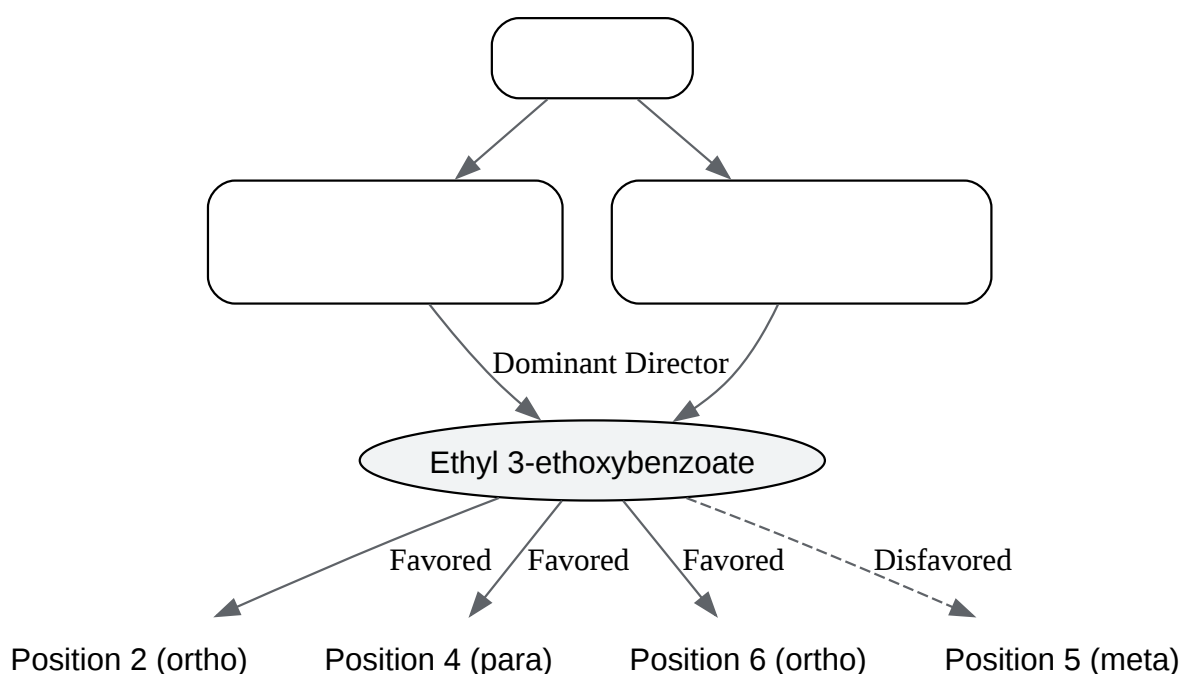 Dominant Director
Ethyl 3-ethoxybenzoate
Favored
Favored
Favored
Disfavored
Position 2 (ortho)
Position 4 (para)
Position 6 (ortho)
Position 5 (meta)